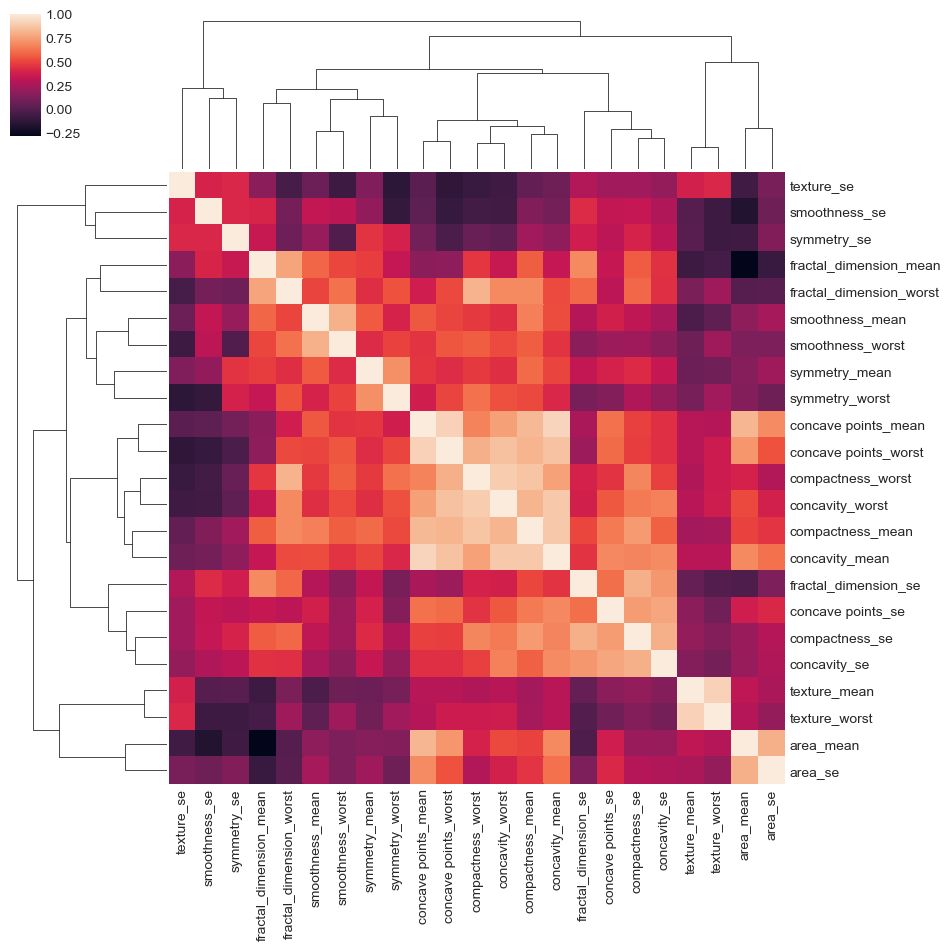 1.00
0.75
0.50
0.25
0.00
−0.25
texture_se
smoothness_se
symmetry_se
fractal_dimension_mean
fractal_dimension_worst
smoothness_mean
smoothness_worst
symmetry_mean
symmetry_worst
concave points_mean
concave points_worst
compactness_worst
concavity_worst
compactness_mean
concavity_mean
fractal_dimension_se
concave points_se
compactness_se
concavity_se
texture_mean
texture_worst
area_mean
area_se
texture_se
smoothness_se
symmetry_se
fractal_dimension_mean
fractal_dimension_worst
smoothness_mean
smoothness_worst
symmetry_mean
symmetry_worst
concave points_mean
concave points_worst
compactness_worst
concavity_worst
compactness_mean
concavity_mean
fractal_dimension_se
concave points_se
compactness_se
concavity_se
texture_mean
texture_worst
area_mean
area_se